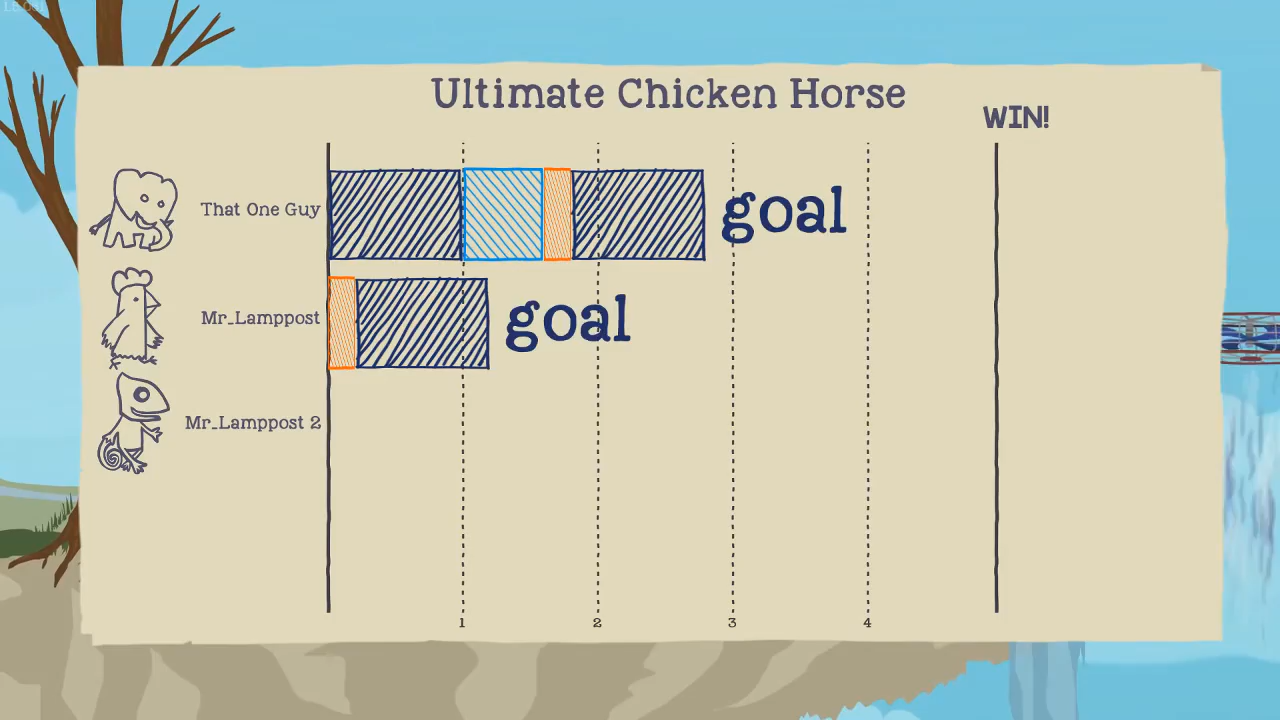 Ultimate Chicken Horse
WIN!
That One Guy
goal
Mr_Lamppost
goal
Mr_Lamppost 2
1 2 3 4